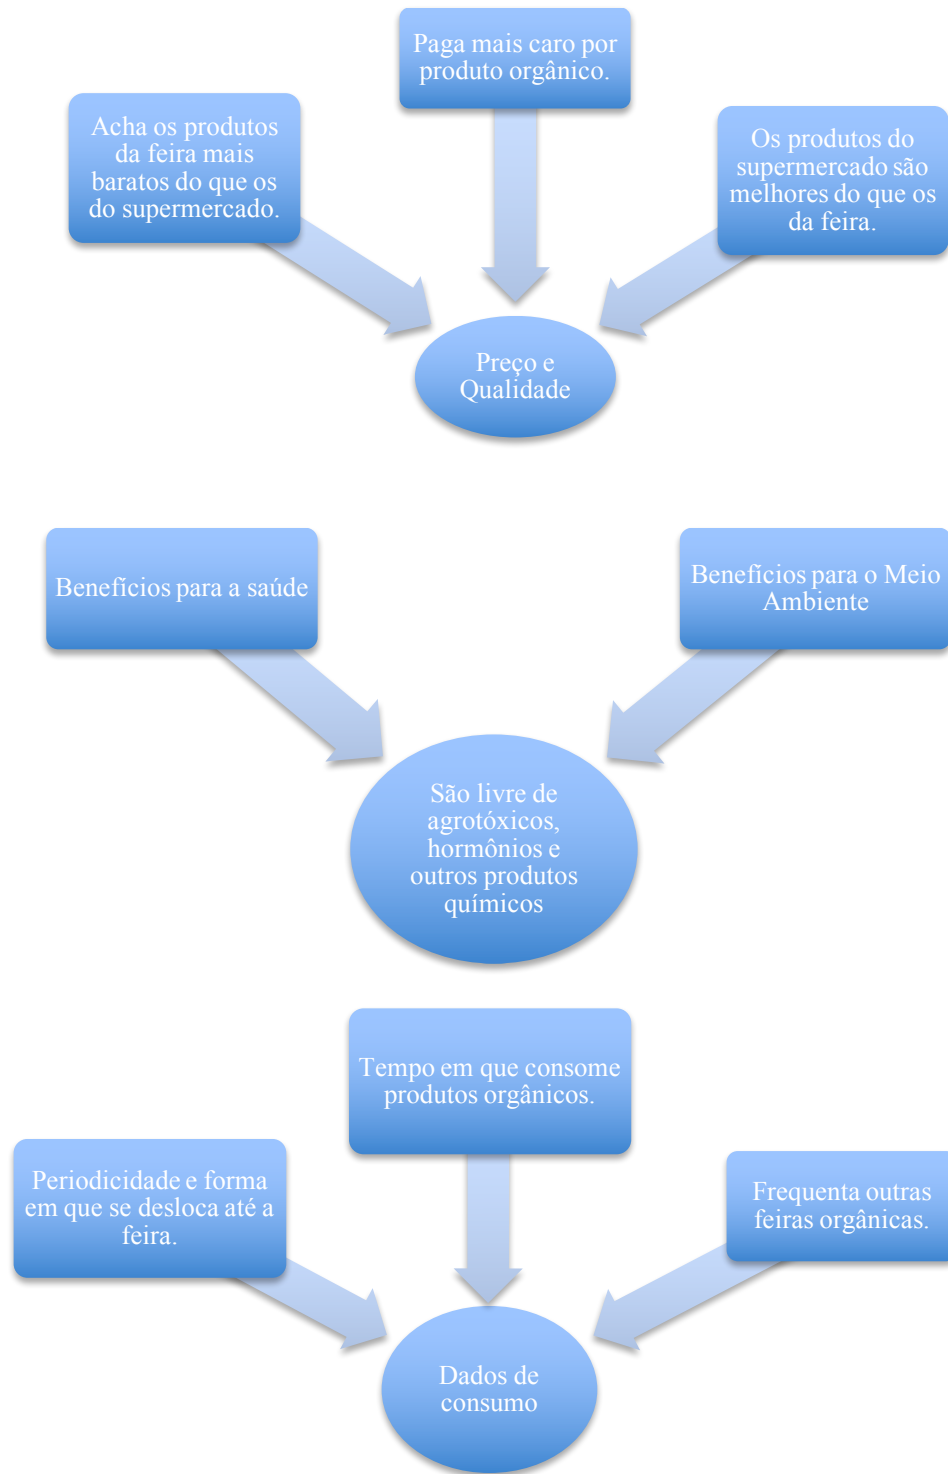 Paga mais caro por
produto orgânico.
Acha os produtos
da feira mais
baratos do que os
do supermercado.
Os produtos do
supermercado são
melhores do que os
da feira.
Preço e
Qualidade
Benefícios para a saúde
Benefícios para o Meio
Ambiente
São livre de
agrotóxicos,
hormônios e
outros produtos
químicos
Tempo em que consome
produtos orgânicos.
Periodicidade e forma
em que se desloca até a
feira.
Frequenta outras
feiras orgânicas.
Dados de
consumo